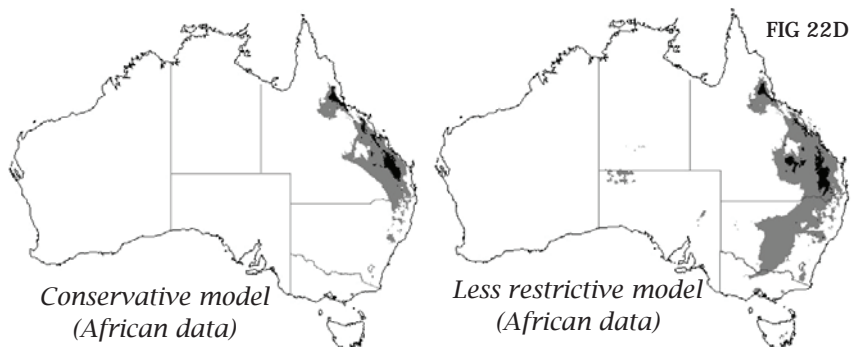 FIG 22D
Conservative model
(African data)
Less restrictive model
(African data)